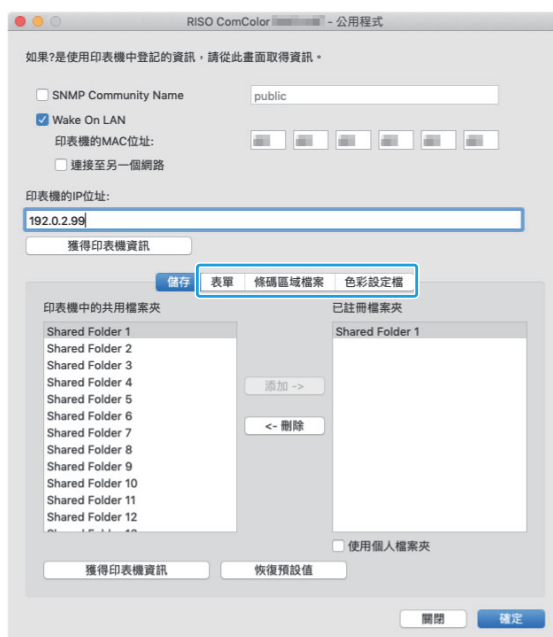 RISO ComColor - 公用程式
如果?是使用印表機中登記的資訊，請從此畫面取得資訊。
SNMP Community Name public
Wake On LAN
印表機的MAC位址:
連接至另一個網路
印表機的IP位址:
192.0.2.99
獲得印表機資訊
儲存 表單 條碼區域檔案 色彩設定檔
印表機中的共用檔案夾 已註冊檔案夾
Shared Folder 1 Shared Folder 1
Shared Folder 2
Shared Folder 3
Shared Folder 4
添加 ->
Shared Folder 5
Shared Folder 6
<- 刪除
Shared Folder 7
Shared Folder 8
Shared Folder 9
Shared Folder 10
Shared Folder 11
Shared Folder 12
使用個人檔案夾
獲得印表機資訊 恢復預設值
關閉 確定